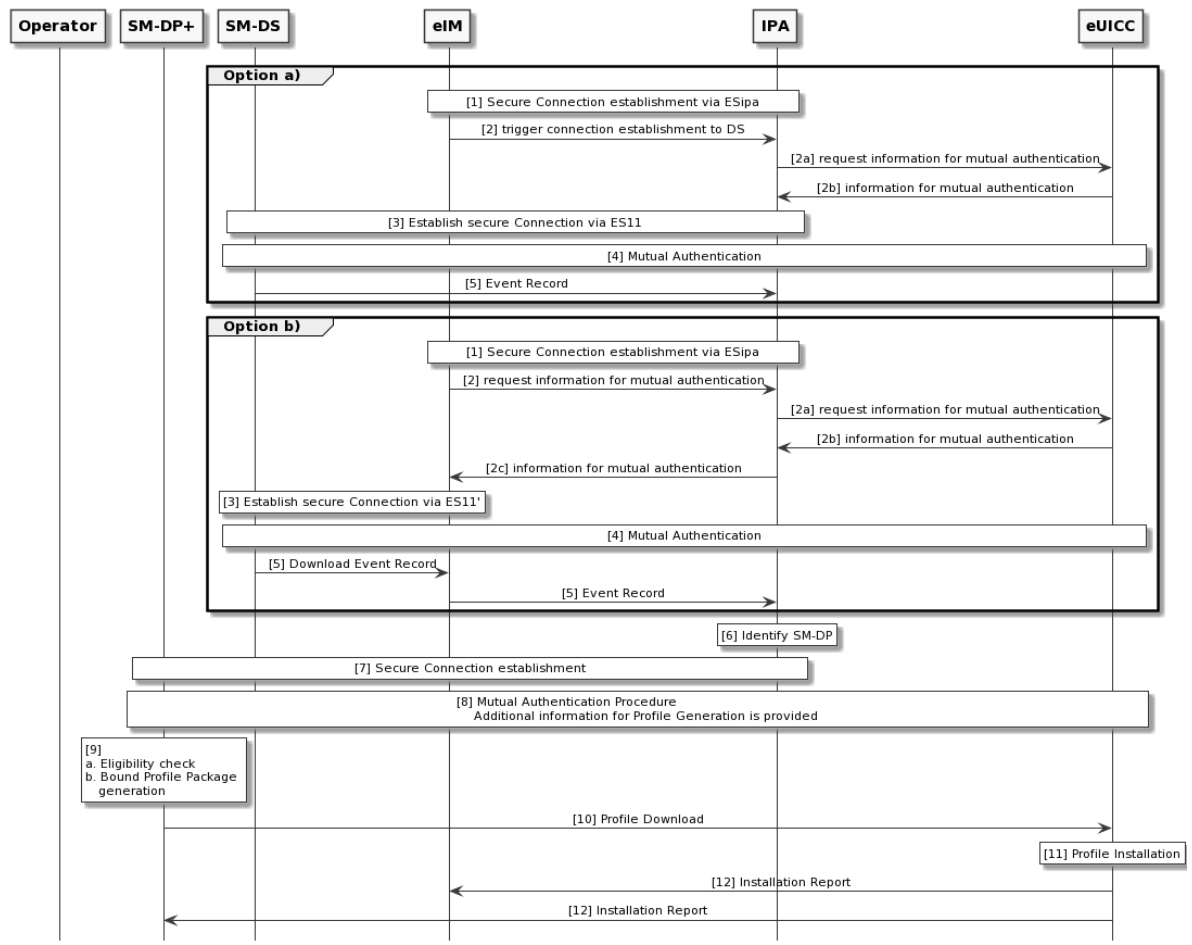 Operator SM-DP+ SM-DS eIM IPA eUICC
Option a)
[1] Secure Connection establishment via ESipa
[2] trigger connection establishment to DS
[2a] request information for mutual authentication
[2b] information for mutual authentication
[3] Establish secure Connection via ES11
[4] Mutual Authentication
[5] Event Record
Option b)
[1] Secure Connection establishment via ESipa
[2] request information for mutual authentication
[2a] request information for mutual authentication
[2b] information for mutual authentication
[2c] information for mutual authentication
[3] Establish secure Connection via ES11'
[4] Mutual Authentication
[5] Download Event Record
[5] Event Record
[6] Identify SM-DP
[7] Secure Connection establishment
[8] Mutual Authentication Procedure
Additional information for Profile Generation is provided
[9]
a. Eligibility check
b. Bound Profile Package
generation
[10] Profile Download
[11] Profile Installation
[12] Installation Report
[12] Installation Report